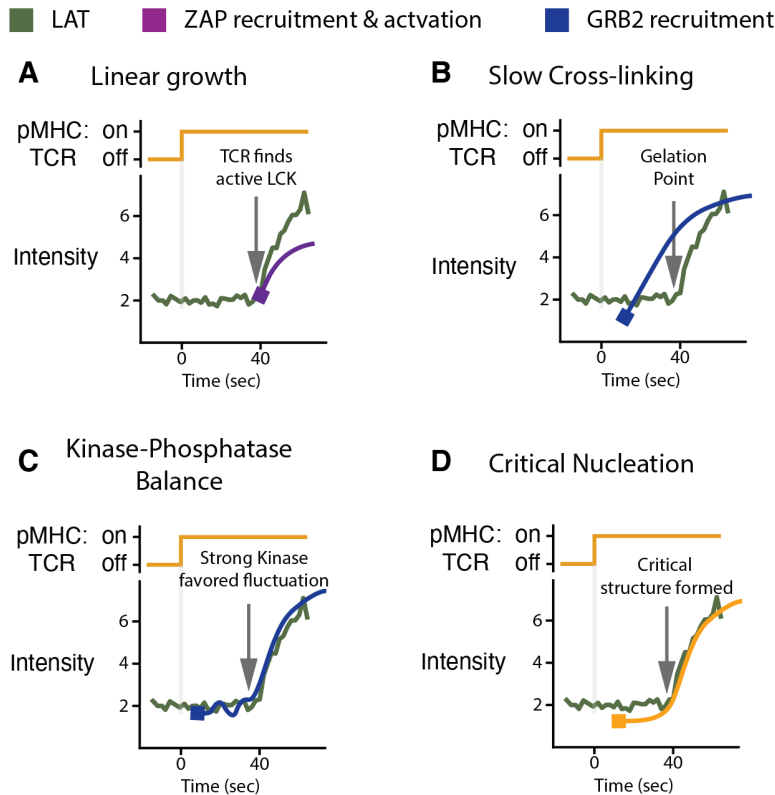 LAT ZAP recruitment & actvation GRB2 recruitment
A Linear growth
pMHC: on
TCR off
TCR finds
active LCK
6
Intensity 4
2
0 40
Time (sec)
B Slow Cross-linking
pMHC: on
TCR off
Gelation
Point
6
Intensity 4
2
0 40
Time (sec)
C Kinase-Phosphatase
Balance
pMHC: on
TCR off
Strong Kinase
favored fluctuation
6
Intensity 4
2
0 40
Time (sec)
D Critical Nucleation
pMHC: on
TCR off
Critical
structure formed
6
Intensity 4
2
0 40
Time (sec)